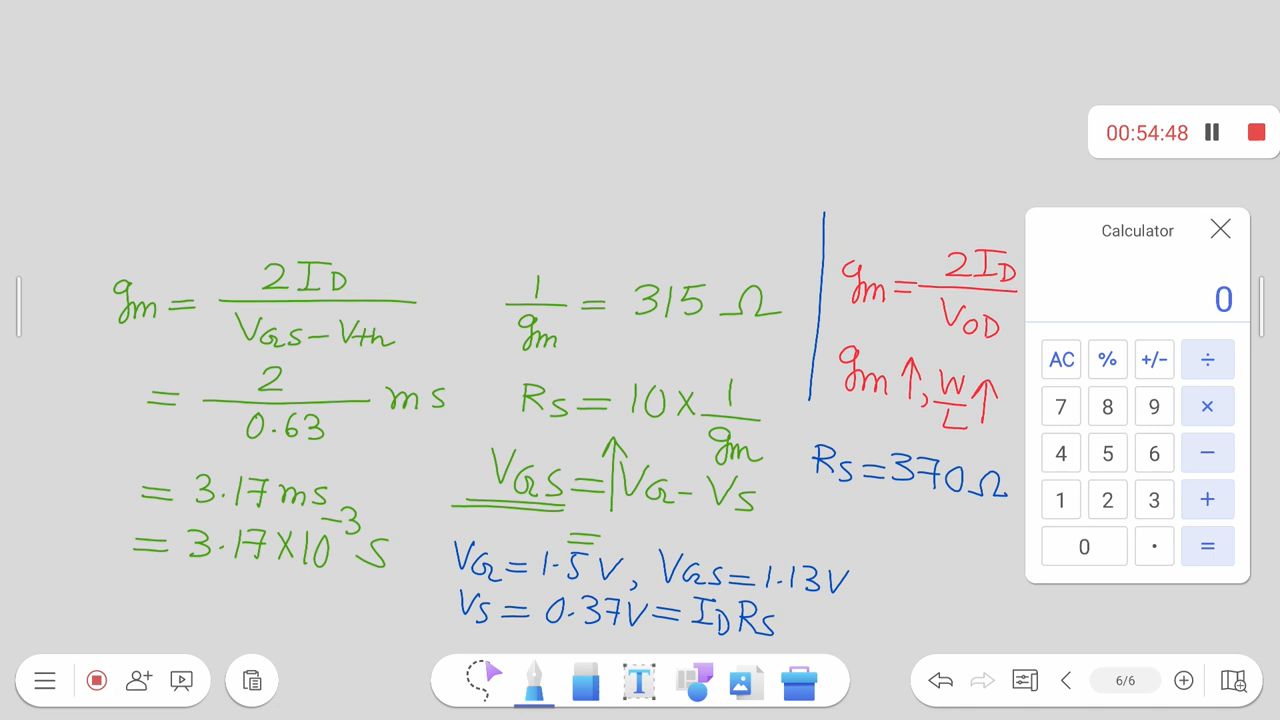 00:54:48
gm = 2ID / (VGS - Vth)
= 2 / 0.63 ms
= 3.17 ms
= 3.17 X 10^-3 S
1 / gm = 315 Ω
RS = 10 X 1 / gm
VGS = ↑ VG - VS
=
VG = 1.5 V, VGS = 1.13 V
VS = 0.37 V = ID RS
gm = 2ID / VOD
gm ↑, W/L ↑
RS = 370 Ω
Calculator
0
AC % +/- ÷
7 8 9 ×
4 5 6 −
1 2 3 +
0 . =
T
6/6